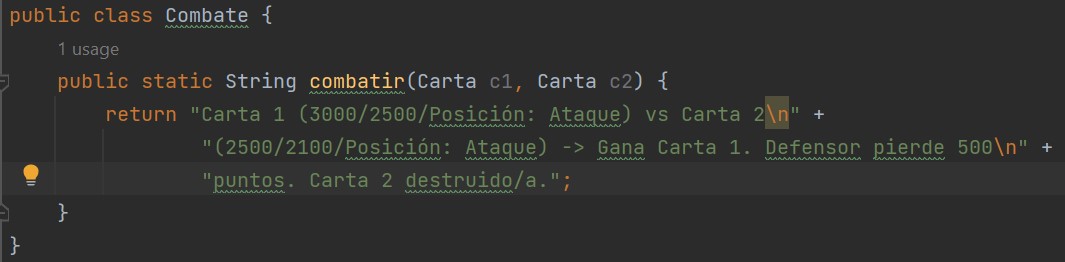 public class Combate {
1 usage
public static String combatir(Carta c1, Carta c2) {
return "Carta 1 (3000/2500/Posición: Ataque) vs Carta 2\n" +
"(2500/2100/Posición: Ataque) -> Gana Carta 1. Defensor pierde 500\n" +
"puntos. Carta 2 destruido/a.";
}
}